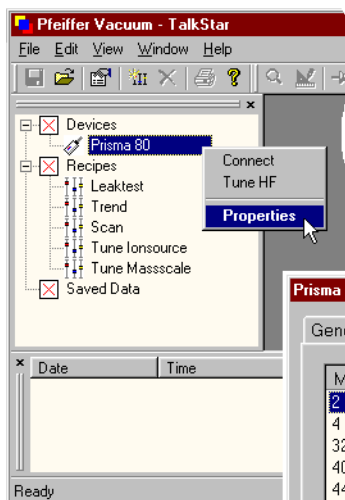 Pfeiffer Vacuum - TalkStar
File Edit View Window Help
Devices
Prisma 80
Recipes
Leaktest
Trend
Scan
Tune Ionsource
Tune Massscale
Saved Data
Connect
Tune HF
Properties
Prisma
Gene
M
2
4
32
40
44
Date Time
Ready